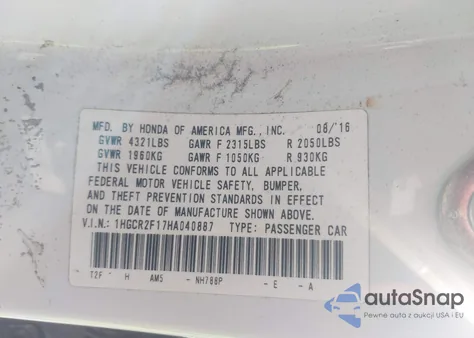 MFD. BY HONDA OF AMERICA MFG., INC. 08/'16
GVWR 4321LBS GAWR F 2315LBS R 2050LBS
GVWR 1960KG GAWR F 1050KG R 930KG
THIS VEHICLE CONFORMS TO ALL APPLICABLE
FEDERAL MOTOR VEHICLE SAFETY, BUMPER,
AND THEFT PREVENTION STANDARDS IN EFFECT
ON THE DATE OF MANUFACTURE SHOWN ABOVE.
V.I.N.: 1HGCR2F17HA040887 TYPE: PASSENGER CAR
T2F H AM5 - NH788P - E - A
autoSnap
Pewne auta z aukcji USA i EU